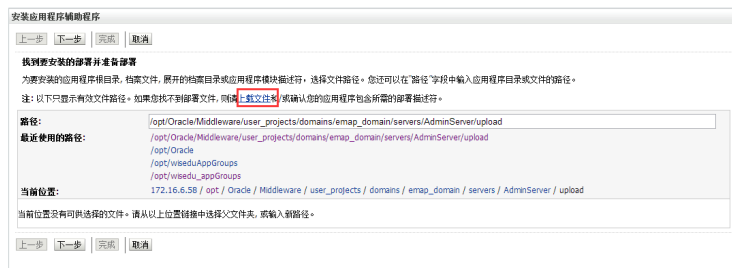 安装应用程序辅助程序
上一步 下一步 完成 取消
找到要安装的部署并准备部署
为要安装的应用程序根目录, 档案文件, 展开的档案目录或应用程序模块描述符, 选择文件路径。您还可以在"路径"字段中输入应用程序目录或文件的路径。
注: 以下只显示有效文件路径。如果您找不到部署文件, 则请上载文件和/或确认您的应用程序包含所需的部署描述符。
路径: /opt/Oracle/Middleware/user_projects/domains/emap_domain/servers/AdminServer/upload
最近使用的路径: /opt/Oracle/Middleware/user_projects/domains/emap_domain/servers/AdminServer/upload
/opt/Oracle
/opt/wiseduAppGroups
/opt/wisedu_appGroups
当前位置: 172.16.6.58 / opt / Oracle / Middleware / user_projects / domains / emap_domain / servers / AdminServer / upload
当前位置没有可供选择的文件。请从以上位置链接中选择父文件夹, 或输入新路径。
上一步 下一步 完成 取消